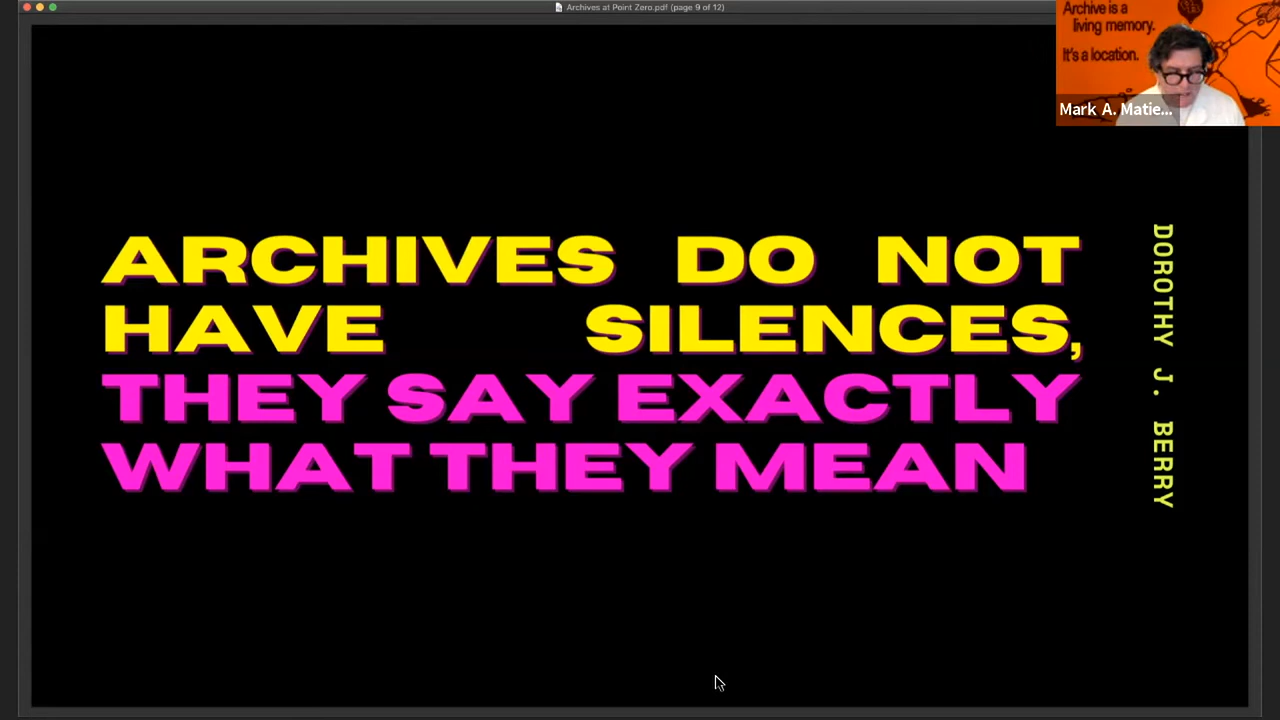 Archives at Point Zero.pdf (page 9 of 12)
Archive is a
living memory.
It's a location.
Mark A. Matie...
ARCHIVES DO NOT
HAVE SILENCES,
THEY SAY EXACTLY
WHAT THEY MEAN
DOROTHY J. BERRY